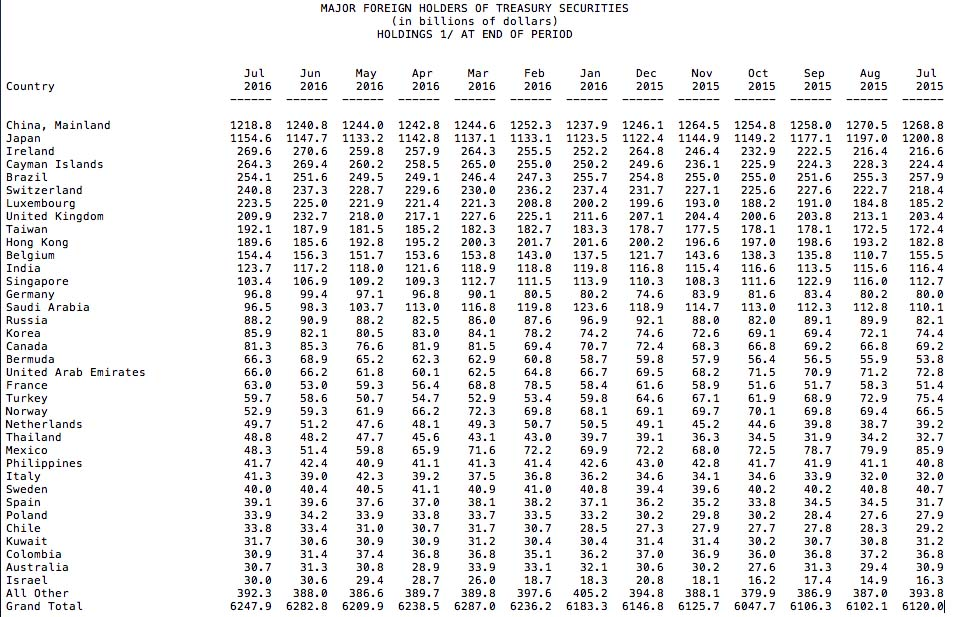 MAJOR FOREIGN HOLDERS OF TREASURY SECURITIES
(in billions of dollars)
HOLDINGS 1/ AT END OF PERIOD
Jul Jun May Apr Mar Feb Jan Dec Nov Oct Sep Aug Jul
Country 2016 2016 2016 2016 2016 2016 2016 2015 2015 2015 2015 2015 2015
------ ------ ------ ------ ------ ------ ------ ------ ------ ------ ------ ------ ------
China, Mainland 1218.8 1240.8 1244.0 1242.8 1244.6 1252.3 1237.9 1246.1 1264.5 1254.8 1258.0 1270.5 1268.8
Japan 1154.6 1147.7 1133.2 1142.8 1137.1 1133.1 1123.5 1122.4 1144.9 1149.2 1177.1 1197.0 1200.8
Ireland 269.6 270.6 259.8 257.9 264.3 255.5 252.2 264.8 246.4 232.9 222.5 216.4 216.6
Cayman Islands 264.3 269.4 260.2 258.5 265.0 255.0 250.2 249.6 236.1 225.9 224.3 228.3 224.4
Brazil 254.1 251.6 249.5 249.1 246.4 247.3 255.7 254.8 255.0 255.0 251.6 255.3 257.9
Switzerland 240.8 237.3 228.7 229.6 230.0 236.2 237.4 231.7 227.1 225.6 227.6 222.7 218.4
Luxembourg 223.5 225.0 221.9 221.4 221.3 208.8 200.2 199.6 193.0 188.2 191.0 184.8 185.2
United Kingdom 209.9 232.7 218.0 217.1 227.6 225.1 211.6 207.1 204.4 200.6 203.8 213.1 203.4
Taiwan 192.1 187.9 181.5 185.2 182.3 182.7 183.3 178.7 177.5 178.1 178.1 172.5 172.4
Hong Kong 189.6 185.6 192.8 195.2 200.3 201.7 201.6 200.2 196.6 197.0 198.6 193.2 182.8
Belgium 154.4 156.3 151.7 153.6 153.8 143.0 137.5 121.7 143.6 138.3 135.8 110.7 155.5
India 123.7 117.2 118.0 121.6 118.9 118.8 119.8 116.8 115.4 116.6 113.5 115.6 116.4
Singapore 103.4 106.9 109.2 109.3 112.7 111.5 113.9 110.3 108.3 111.6 122.9 116.0 112.7
Germany 96.8 99.4 97.1 96.8 90.1 80.5 80.2 74.6 83.9 81.6 83.4 80.2 80.0
Saudi Arabia 96.5 98.3 103.7 113.0 116.8 119.8 123.6 118.9 114.7 113.0 112.3 112.8 110.1
Russia 88.2 90.9 88.2 82.5 86.0 87.6 96.9 92.1 88.0 82.0 89.1 89.9 82.1
Korea 85.9 82.1 80.5 83.0 84.1 78.2 74.2 74.6 72.6 69.1 69.4 72.1 74.4
Canada 81.3 85.3 76.6 81.9 81.5 69.4 70.7 72.4 68.3 66.8 69.2 66.8 69.2
Bermuda 66.3 68.9 65.2 62.3 62.9 60.8 58.7 59.8 57.9 56.4 56.5 55.9 53.8
United Arab Emirates 66.0 66.2 61.8 60.1 62.5 64.8 66.7 69.5 68.2 71.5 70.9 71.2 72.8
France 63.0 53.0 59.3 56.4 68.8 78.5 58.4 61.6 58.9 51.6 51.7 58.3 51.4
Turkey 59.7 58.6 50.7 54.7 52.9 53.4 59.8 64.6 67.1 61.9 68.9 72.9 75.4
Norway 52.9 59.3 61.9 66.2 72.3 69.8 68.1 69.1 69.7 70.1 69.8 69.4 66.5
Netherlands 49.7 51.2 47.6 48.1 49.3 50.7 50.5 49.1 45.2 44.6 39.8 38.7 39.2
Thailand 48.8 48.2 47.7 45.6 43.1 43.0 39.7 39.1 36.3 34.5 31.9 34.2 32.7
Mexico 48.3 51.4 59.8 65.9 71.6 72.2 69.9 72.2 68.0 72.5 78.7 79.9 85.9
Philippines 41.7 42.4 40.9 41.1 41.3 41.4 42.6 43.0 42.8 41.7 41.9 41.1 40.8
Italy 41.3 39.0 42.3 39.2 37.5 36.8 36.2 34.6 34.1 34.6 33.9 32.0 32.0
Sweden 40.0 40.4 40.5 41.1 40.9 41.0 40.8 39.4 39.6 40.2 40.2 40.8 40.7
Spain 39.1 39.6 37.6 37.0 38.1 38.2 37.1 36.2 35.2 33.8 34.5 34.5 31.7
Poland 33.9 34.2 33.9 33.8 33.7 33.5 33.2 30.2 29.8 30.2 28.4 27.6 27.9
Chile 33.8 33.4 31.0 30.7 31.7 30.7 28.5 27.3 27.9 27.7 27.8 28.3 29.2
Kuwait 31.7 30.6 30.9 30.9 31.2 30.4 30.4 31.4 31.4 30.2 30.7 30.8 31.2
Colombia 30.9 31.4 37.4 36.8 36.8 35.1 36.2 37.0 36.9 36.0 36.8 37.2 36.8
Australia 30.7 31.3 30.8 28.9 33.9 33.1 32.1 30.6 30.2 27.6 31.3 29.4 30.9
Israel 30.0 30.6 29.4 28.7 26.0 18.7 18.3 20.8 18.1 16.2 17.4 14.9 16.3
All Other 392.3 388.0 386.6 389.7 389.8 397.6 405.2 394.8 388.1 379.9 386.9 387.0 393.8
Grand Total 6247.9 6282.8 6209.9 6238.5 6287.0 6236.2 6183.3 6146.8 6125.7 6047.7 6106.3 6102.1 6120.0